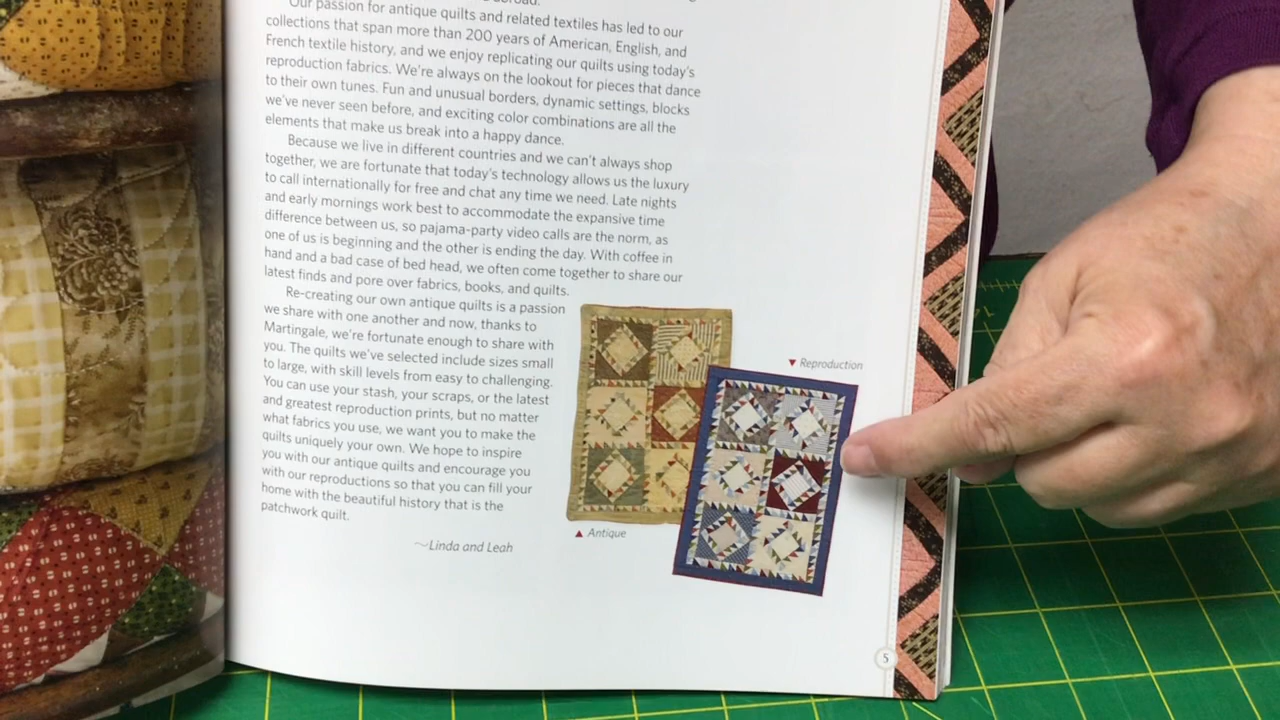 abroad.
Our passion for antique quilts and related textiles has led to our
collections that span more than 200 years of American, English, and
French textile history, and we enjoy replicating our quilts using today's
reproduction fabrics. We're always on the lookout for pieces that dance
to their own tunes. Fun and unusual borders, dynamic settings, blocks
we've never seen before, and exciting color combinations are all the
elements that make us break into a happy dance.
Because we live in different countries and we can't always shop
together, we are fortunate that today's technology allows us the luxury
to call internationally for free and chat any time we need. Late nights
and early mornings work best to accommodate the expansive time
difference between us, so pajama-party video calls are the norm, as
one of us is beginning and the other is ending the day. With coffee in
hand and a bad case of bed head, we often come together to share our
latest finds and pore over fabrics, books, and quilts.
Re-creating our own antique quilts is a passion
we share with one another and now, thanks to
Martingale, we're fortunate enough to share with
you. The quilts we've selected include sizes small
to large, with skill levels from easy to challenging.
You can use your stash, your scraps, or the latest
and greatest reproduction prints, but no matter
what fabrics you use, we want you to make the
quilts uniquely your own. We hope to inspire
you with our antique quilts and encourage you
with our reproductions so that you can fill your
home with the beautiful history that is the
patchwork quilt.
~Linda and Leah
▼ Reproduction
▲ Antique
5